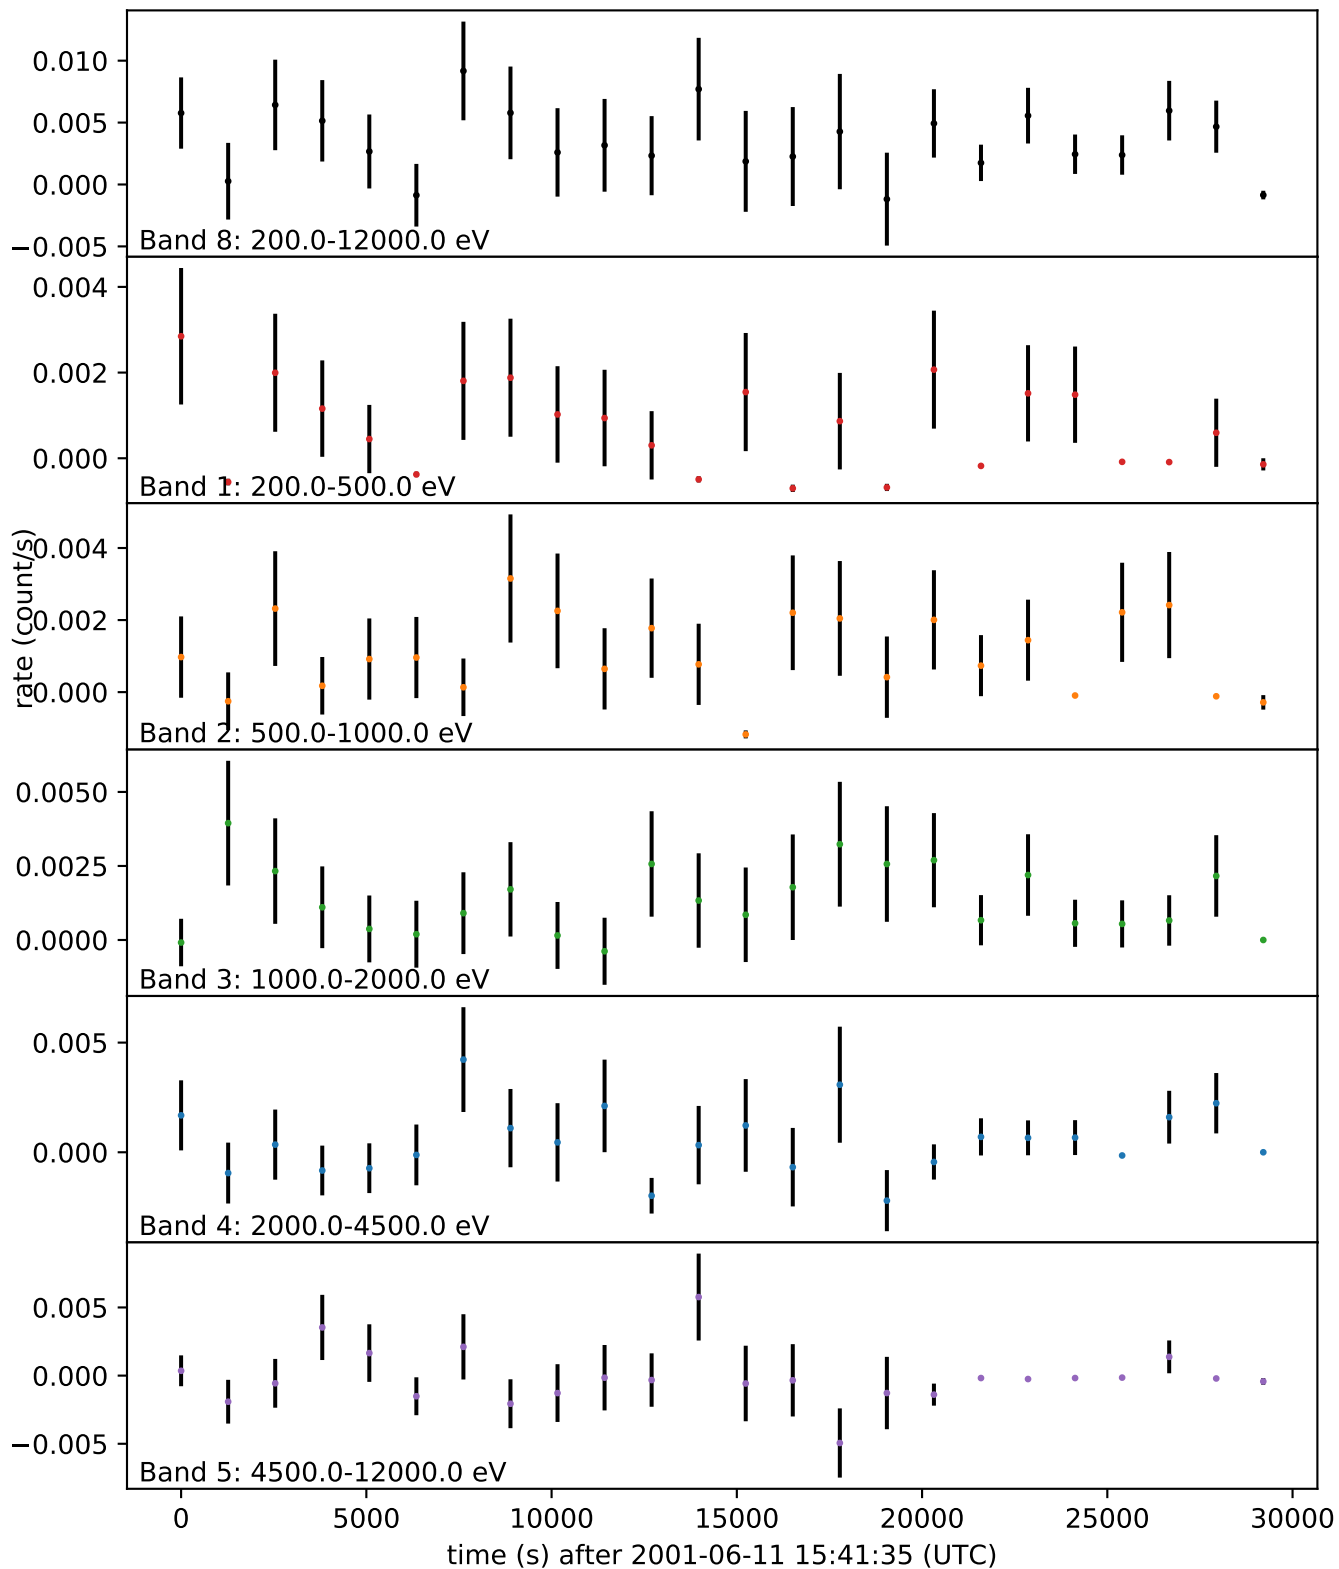 0.010
0.005
0.000
−0.005
Band 8: 200.0-12000.0 eV
0.004
0.002
0.000
Band 1: 200.0-500.0 eV
rate (count/s)
0.004
0.002
0.000
Band 2: 500.0-1000.0 eV
0.0050
0.0025
0.0000
Band 3: 1000.0-2000.0 eV
0.005
0.000
Band 4: 2000.0-4500.0 eV
0.005
0.000
−0.005
Band 5: 4500.0-12000.0 eV
0 5000 10000 15000 20000 25000 30000
time (s) after 2001-06-11 15:41:35 (UTC)